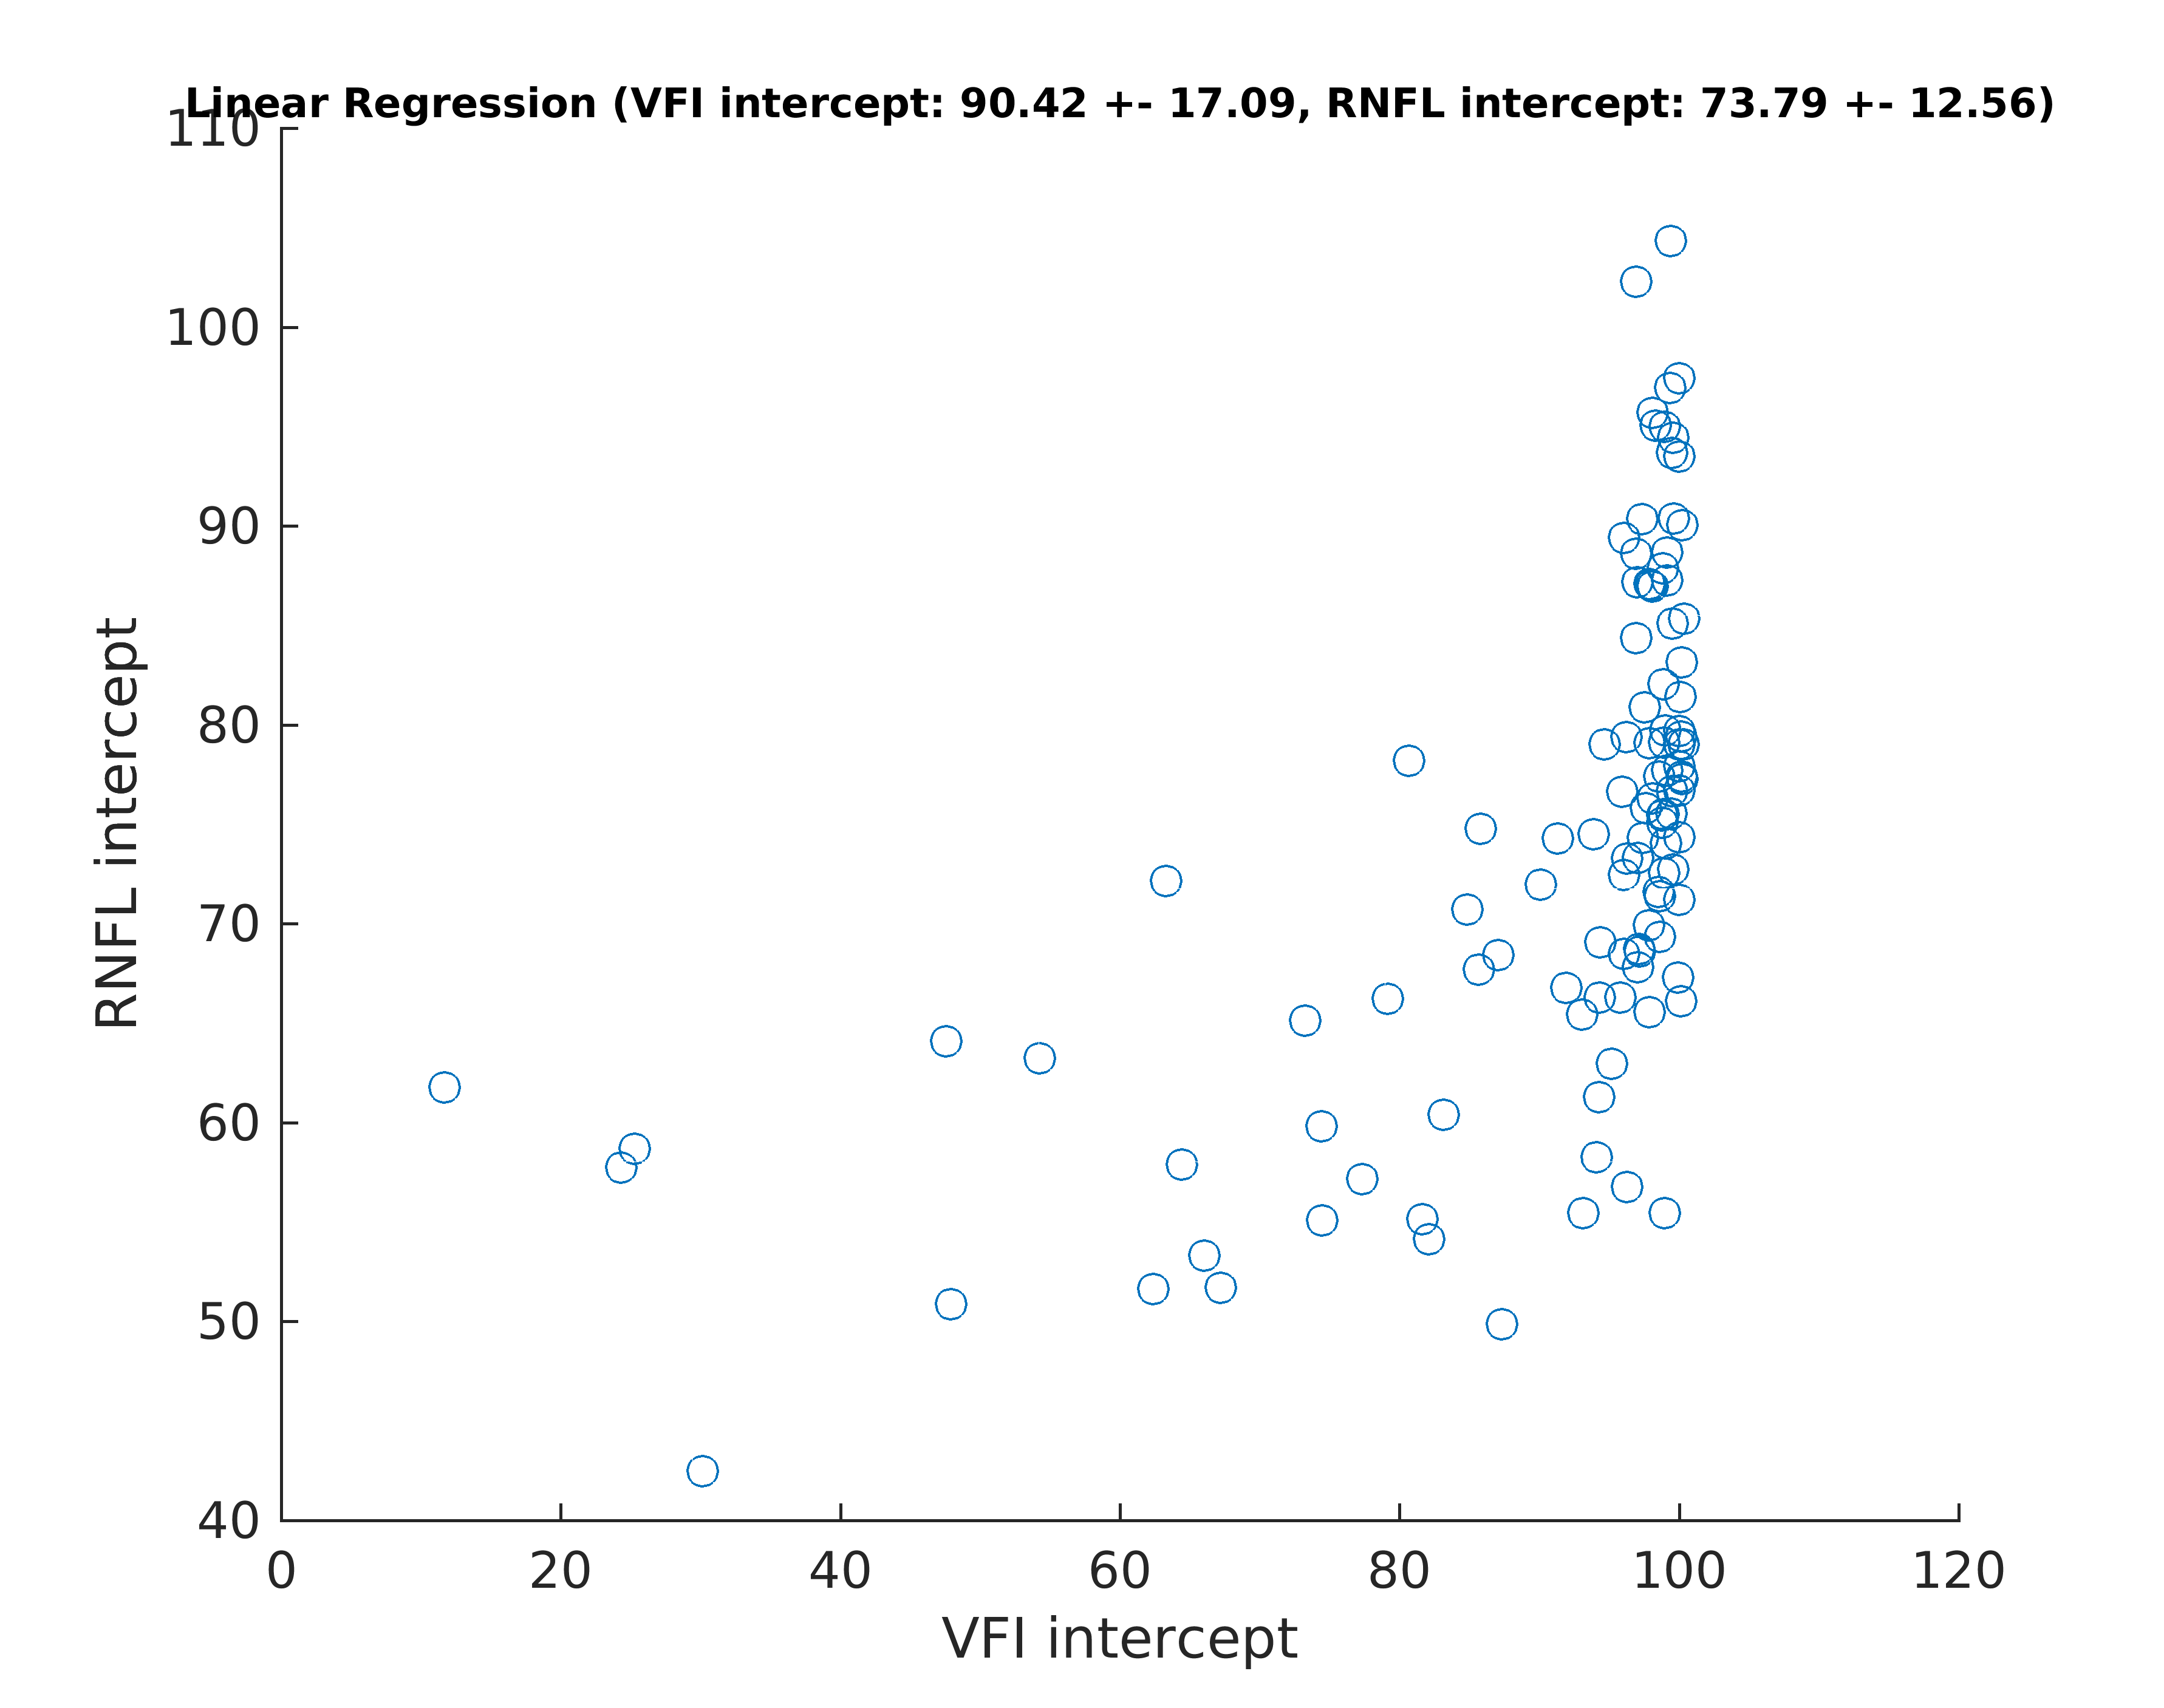 Linear Regression (VFI intercept: 90.42 +- 17.09, RNFL intercept: 73.79 +- 12.56)
110
100
90
80
70
60
50
40
RNFL intercept
0 20 40 60 80 100 120
VFI intercept